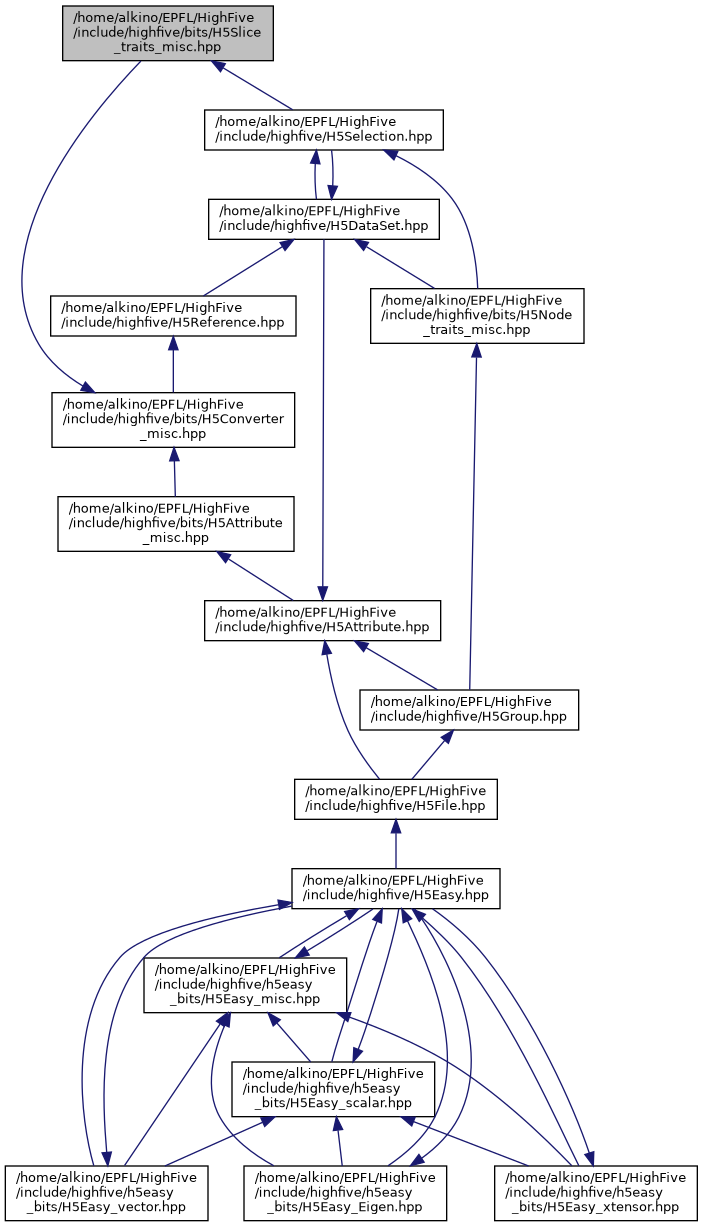 /home/alkino/EPFL/HighFive
/include/highfive/bits/H5Slice
_traits_misc.hpp
/home/alkino/EPFL/HighFive
/include/highfive/H5Selection.hpp
/home/alkino/EPFL/HighFive
/include/highfive/H5DataSet.hpp
/home/alkino/EPFL/HighFive
/include/highfive/H5Reference.hpp
/home/alkino/EPFL/HighFive
/include/highfive/bits/H5Node
_traits_misc.hpp
/home/alkino/EPFL/HighFive
/include/highfive/bits/H5Converter
_misc.hpp
/home/alkino/EPFL/HighFive
/include/highfive/bits/H5Attribute
_misc.hpp
/home/alkino/EPFL/HighFive
/include/highfive/H5Attribute.hpp
/home/alkino/EPFL/HighFive
/include/highfive/H5Group.hpp
/home/alkino/EPFL/HighFive
/include/highfive/H5File.hpp
/home/alkino/EPFL/HighFive
/include/highfive/H5Easy.hpp
/home/alkino/EPFL/HighFive
/include/highfive/h5easy
_bits/H5Easy_misc.hpp
/home/alkino/EPFL/HighFive
/include/highfive/h5easy
_bits/H5Easy_scalar.hpp
/home/alkino/EPFL/HighFive
/include/highfive/h5easy
_bits/H5Easy_vector.hpp
/home/alkino/EPFL/HighFive
/include/highfive/h5easy
_bits/H5Easy_Eigen.hpp
/home/alkino/EPFL/HighFive
/include/highfive/h5easy
_bits/H5Easy_xtensor.hpp